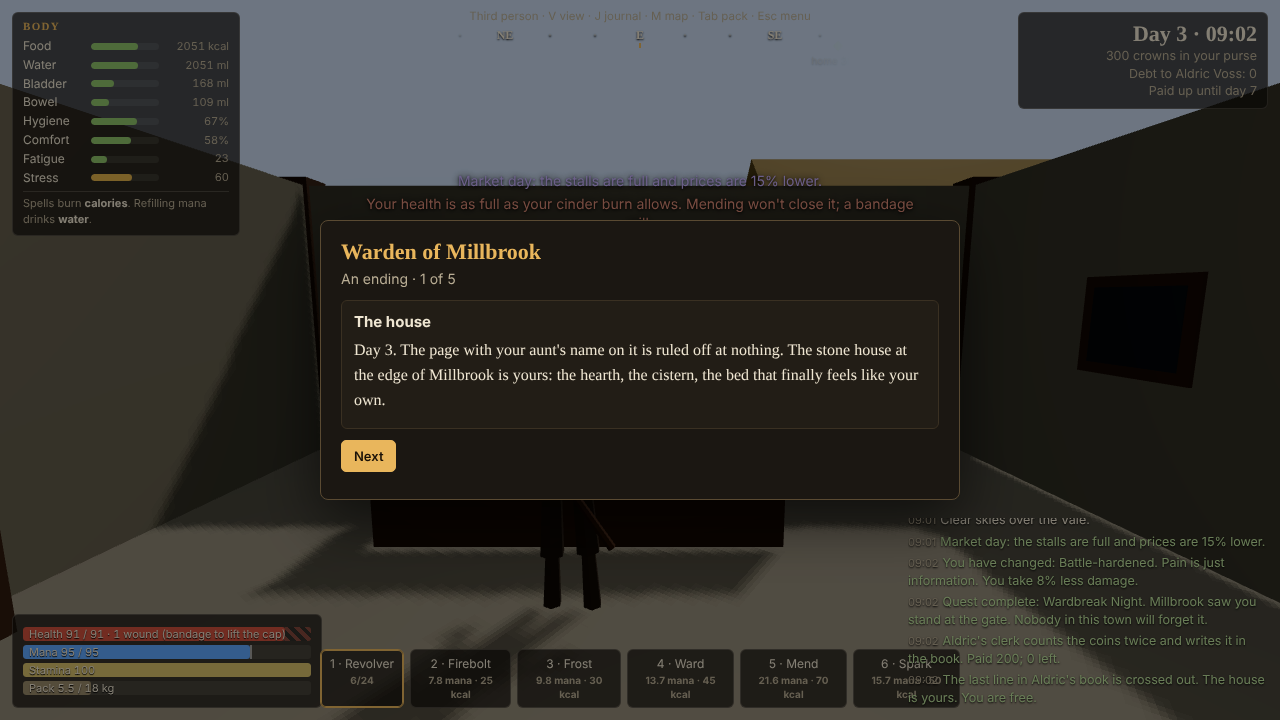 BODY
Food 2051 kcal
Water 2051 ml
Bladder 168 ml
Bowel 109 ml
Hygiene 67%
Comfort 58%
Fatigue 23
Stress 60
Spells burn calories. Refilling mana
drinks water.
Third person · V view · J journal · M map · Tab pack · Esc menu
NE E SE
Day 3 · 09:02
300 crowns in your purse
Debt to Aldric Voss: 0
Paid up until day 7
Market day: the stalls are full and prices are 15% lower.
Your health is as full as your cinder burn allows. Mending won't close it; a bandage
Warden of Millbrook
An ending · 1 of 5
The house
Day 3. The page with your aunt's name on it is ruled off at nothing. The stone house at
the edge of Millbrook is yours: the hearth, the cistern, the bed that finally feels like your
own.
Next
09:01 Clear skies over the Vale.
09:01 Market day: the stalls are full and prices are 15% lower.
09:02 You have changed: Battle-hardened. Pain is just
information. You take 8% less damage.
09:02 Quest complete: Wardbreak Night. Millbrook saw you
stand at the gate. Nobody in this town will forget it.
09:02 Aldric's clerk counts the coins twice and writes it in
the book. Paid 200; 0 left.
09:02 The last line in Aldric's book is crossed out. The house
is yours. You are free.
Health 91 / 91 · 1 wound (bandage to lift the cap)
Mana 95 / 95
Stamina 100
Pack 5.5 / 18 kg
1 · Revolver
6/24
2 · Firebolt
7.8 mana · 25
kcal
3 · Frost
9.8 mana · 30
kcal
4 · Ward
13.7 mana · 45
kcal
5 · Mend
21.6 mana · 70
kcal
6 · Spark
15.7 mana · 50
kcal